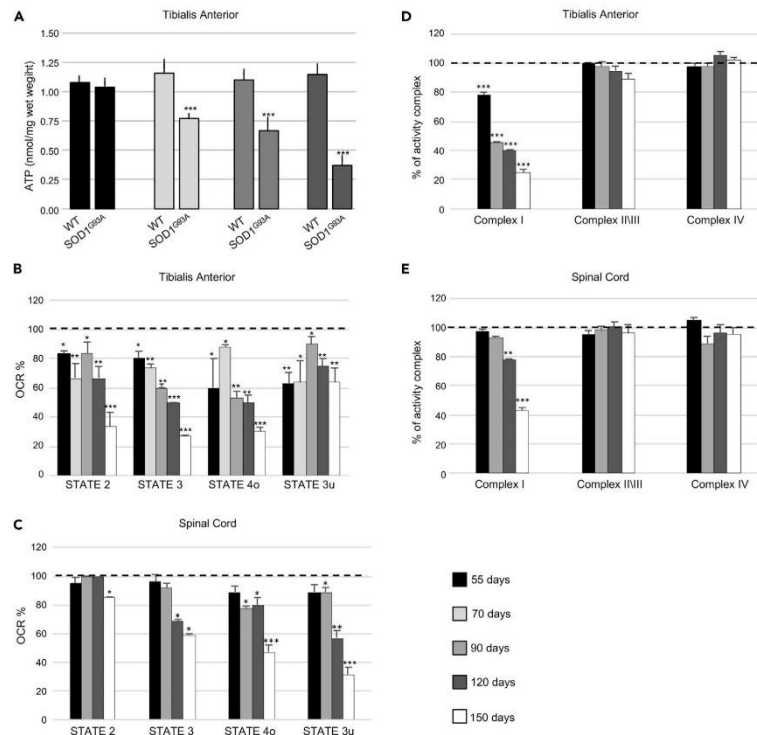 A
Tibialis Anterior
ATP (nmol/mg wet wegiht)
1.50
1.25
1.00
0.75
0.50
0.25
0.00
***
***
***
WT
SOD1G93A
WT
SOD1G93A
WT
SOD1G93A
WT
SOD1G93A
B
Tibialis Anterior
OCR %
120
100
80
60
40
20
0
* ** * ** ***
* ** ** *** ***
* * ** ** ***
** * * ** **
STATE 2
STATE 3
STATE 4o
STATE 3u
C
Spinal Cord
OCR %
120
100
80
60
40
20
0
*
* *
* * ***
* ** ***
STATE 2
STATE 3
STATE 4o
STATE 3u
D
Tibialis Anterior
% of activity complex
120
100
80
60
40
20
0
*** *** *** ***
Complex I
Complex II\III
Complex IV
E
Spinal Cord
% of activity complex
120
100
80
60
40
20
0
** ***
Complex I
Complex II\III
Complex IV
55 days
70 days
90 days
120 days
150 days